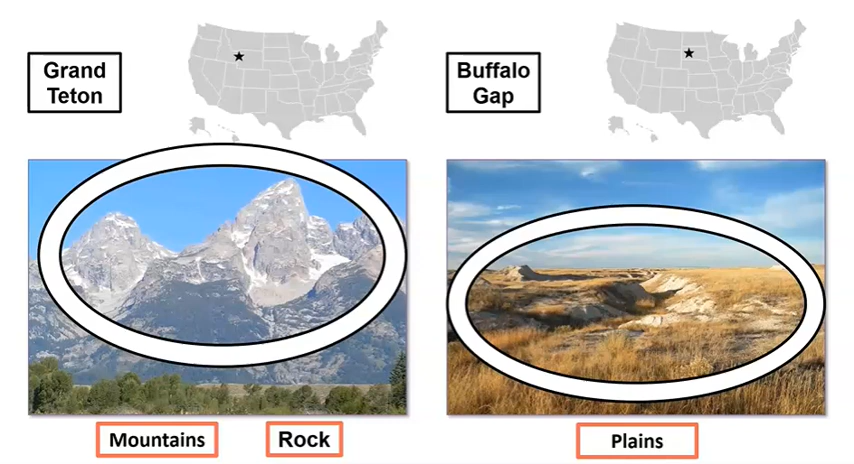 Grand
Teton
Buffalo
Gap
Mountains
Rock
Plains